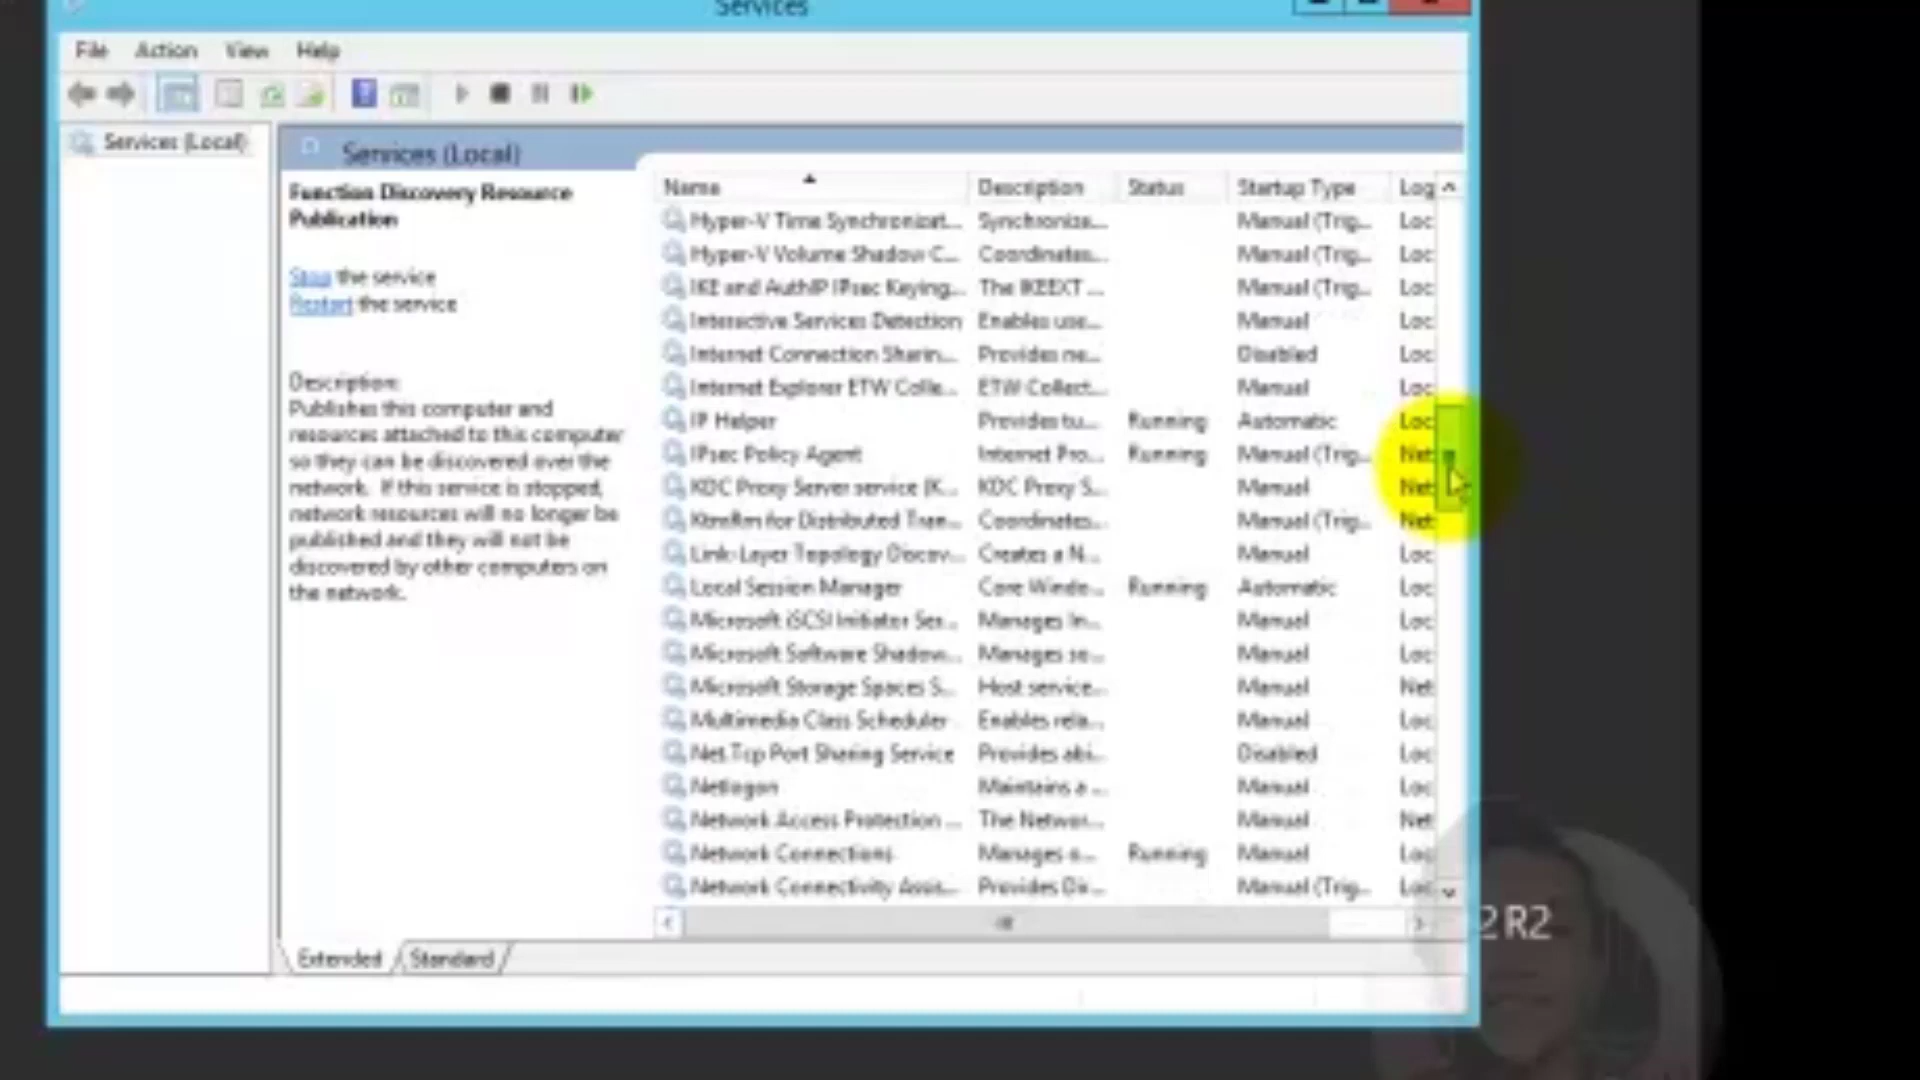 Services
File Action View Help
Services (Local)
Services (Local)
Function Discovery Resource
Publication
Stop the service
Restart the service
Description:
Publishes this computer and
resources attached to this computer
so they can be discovered over the
network. If this service is stopped,
network resources will no longer be
published and they will not be
discovered by other computers on
the network.
Name Description Status Startup Type Log
Hyper-V Time Synchronizat... Synchronize... Manual (Trig... Loc
Hyper-V Volume Shadow C... Coordinates... Manual (Trig... Loc
IKE and AuthIP IPsec Keying... The IKEEXT ... Manual (Trig... Loc
Interactive Services Detection Enables use... Manual Loc
Internet Connection Sharin... Provides ne... Disabled Loc
Internet Explorer ETW Colle... ETW Collect... Manual Loc
IP Helper Provides tu... Running Automatic Loc
IPsec Policy Agent Internet Pro... Running Manual (Trig... Net
KDC Proxy Server service (K... KDC Proxy S... Manual Net
KtmRm for Distributed Tran... Coordinates... Manual (Trig... Net
Link-Layer Topology Discov... Creates a N... Manual Loc
Local Session Manager Core Windo... Running Automatic Loc
Microsoft iSCSI Initiator Ser... Manages In... Manual Loc
Microsoft Software Shadow... Manages so... Manual Loc
Microsoft Storage Spaces S... Host service... Manual Net
Multimedia Class Scheduler Enables rela... Manual Loc
Net.Tcp Port Sharing Service Provides abi... Disabled Loc
Netlogon Maintains a ... Manual Loc
Network Access Protection ... The Networ... Manual Net
Network Connections Manages o... Running Manual Loc
Network Connectivity Assis... Provides Dir... Manual (Trig... Loc
2 R2
Extended Standard